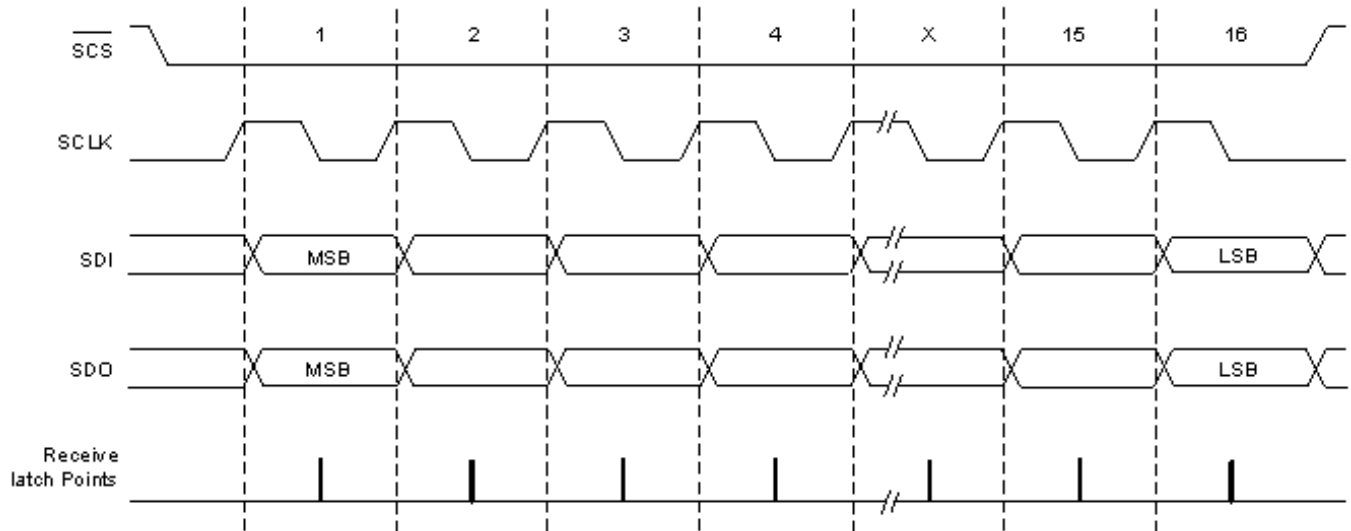 1 2 3 4 X 15 16
SCS
SCLK
SDI MSB LSB
SDO MSB LSB
Receive
latch Points